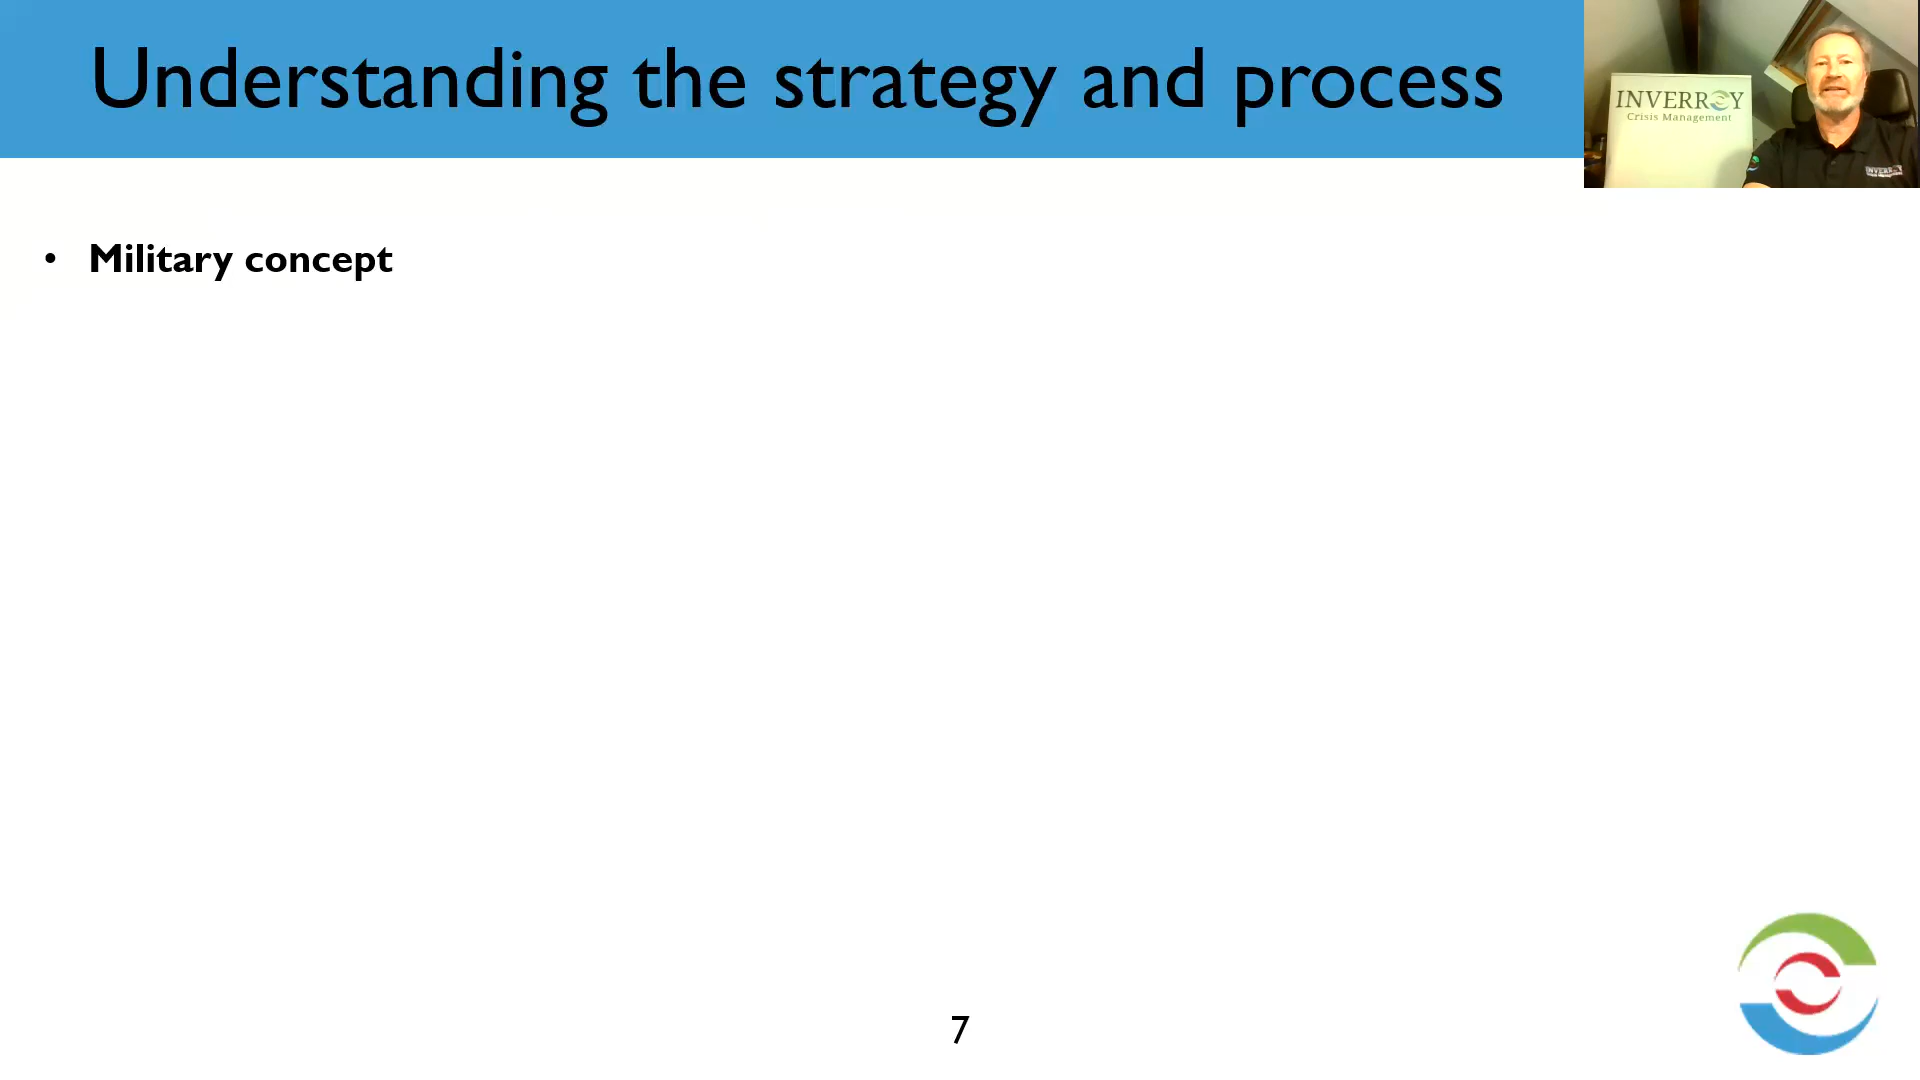 Understanding the strategy and process
INVERROY
Crisis Management
• Military concept
7